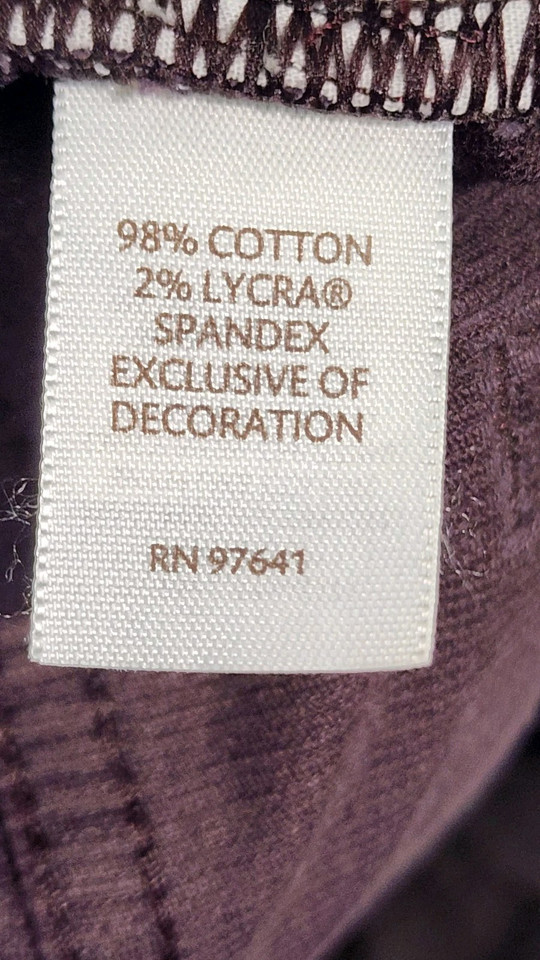 98% COTTON
2% LYCRA®
SPANDEX
EXCLUSIVE OF
DECORATION
RN 97641